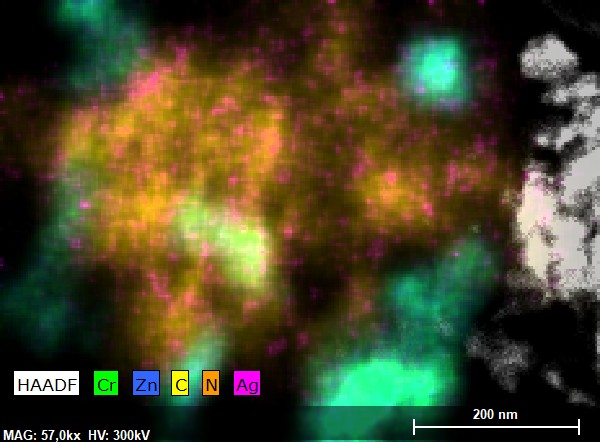 HAADF Cr Zn C N Ag
200 nm
MAG: 57,0kx HV: 300kV